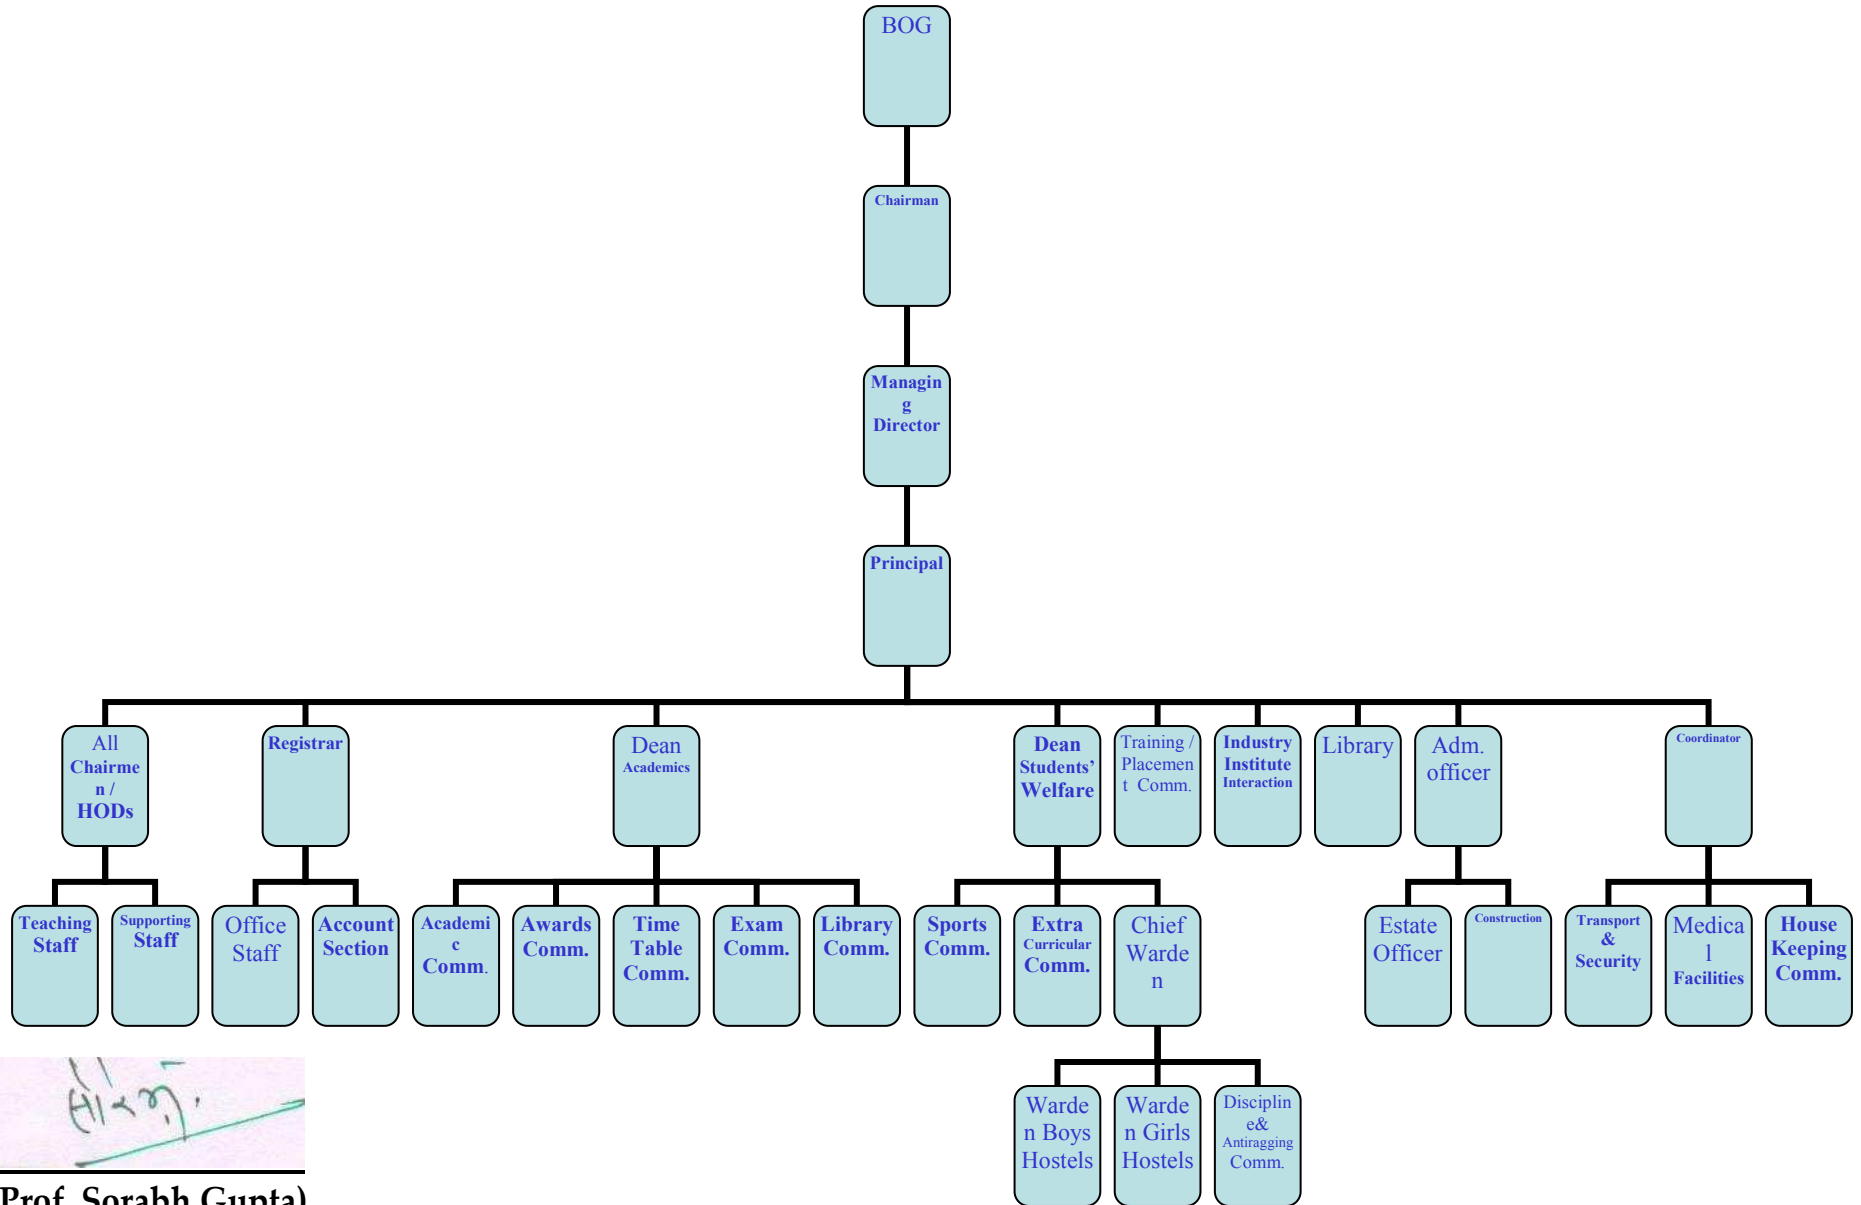 BOG
Chairman
Managin
g
Director
Principal
All
Chairme
n /
HODs
Registrar
Dean
Academics
Dean
Students'
Welfare
Training /
Placemen
t Comm.
Industry
Institute
Interaction
Library
Adm.
officer
Coordinator
Teaching
Staff
Supporting
Staff
Office
Staff
Account
Section
Academi
c
Comm.
Awards
Comm.
Time
Table
Comm.
Exam
Comm.
Library
Comm.
Sports
Comm.
Extra
Curricular
Comm.
Chief
Warde
n
Estate
Officer
Construction
Transport
&
Security
Medica
l
Facilities
House
Keeping
Comm.
Warde
n Boys
Hostels
Warde
n Girls
Hostels
Disciplin
e&
Antiragging
Comm.
Prof. Sorabh Gupta)